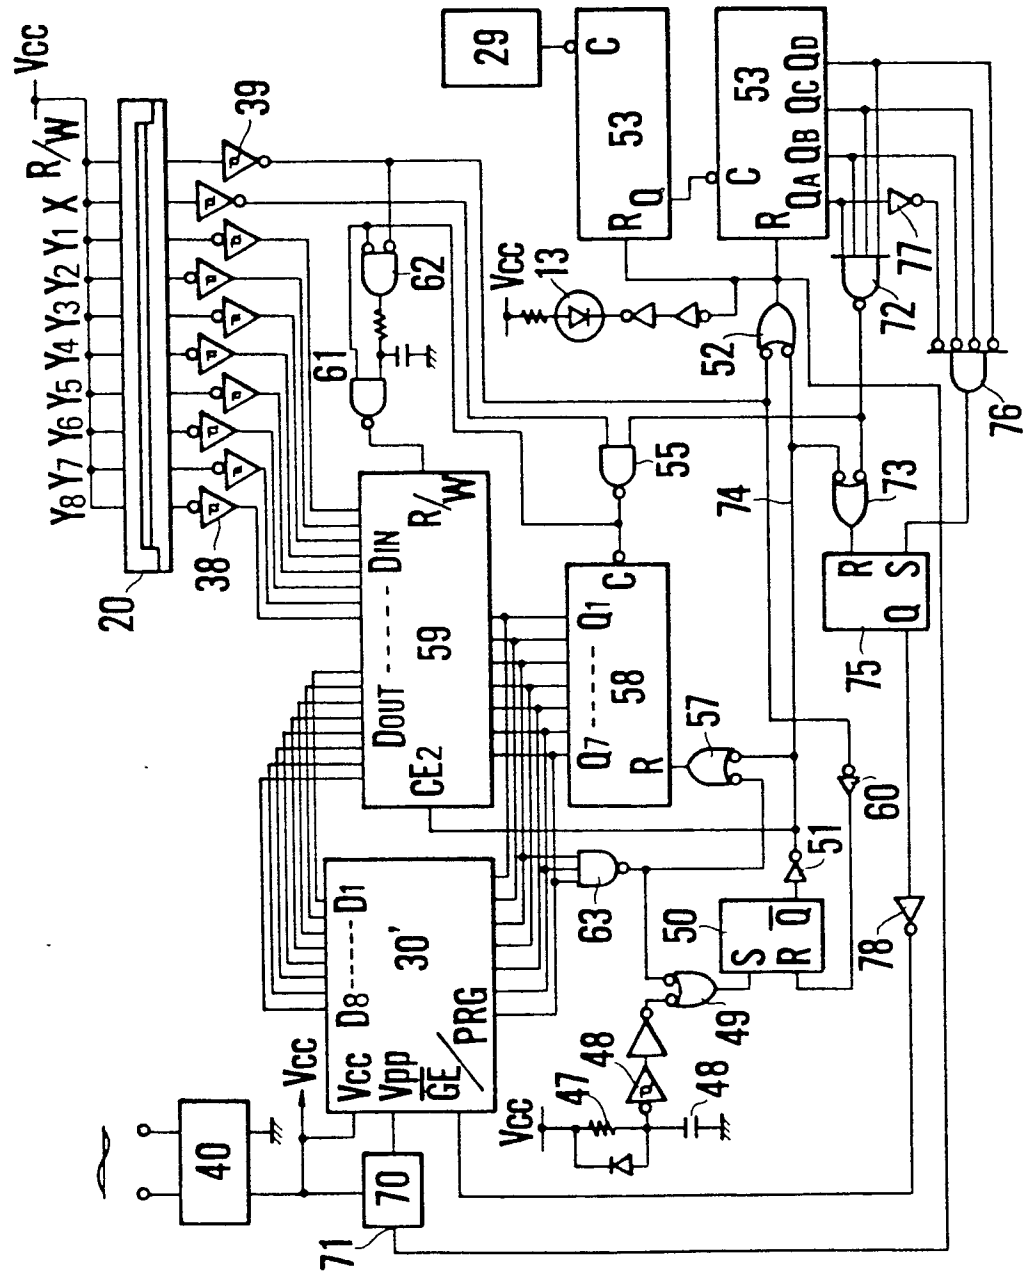 Vcc
R/W
X
Y1
Y2
Y3
Y4
Y5
Y6
Y7
Y8
20
39
38
61
62
Vcc
13
29
C
53
R
Q
C
53
R
QA QB QC QD
77
72
76
52
55
74
73
R
S
Q
75
DIN
R/W
59
DOUT
CE2
C
Q1
58
Q7
R
57
60
51
63
50
S
Q
R
49
78
D1
D8
30'
Vcc
Vpp
GE/PRG
Vcc
40
70
71
Vcc
47
48
48